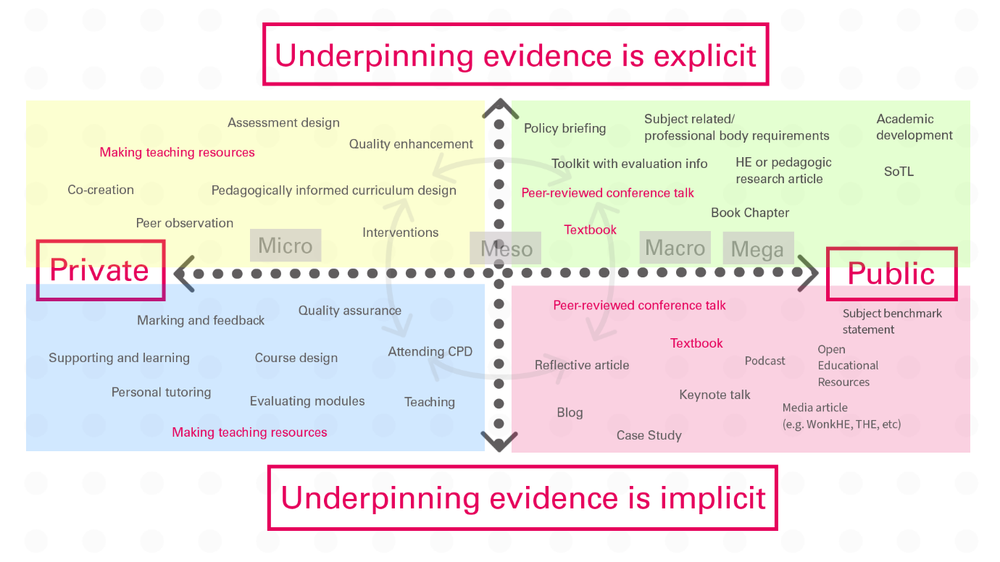 Underpinning evidence is explicit
Assessment design
Quality enhancement
Making teaching resources
Co-creation
Pedagogically informed curriculum design
Peer observation
Interventions
Policy briefing
Subject related/
professional body requirements
Academic
development
Toolkit with evaluation info
HE or pedagogic
research article
SoTL
Peer-reviewed conference talk
Book Chapter
Textbook
Micro
Meso
Macro
Mega
Private
Public
Marking and feedback
Quality assurance
Supporting and learning
Course design
Attending CPD
Personal tutoring
Evaluating modules
Teaching
Making teaching resources
Peer-reviewed conference talk
Subject benchmark
statement
Textbook
Podcast
Open
Educational
Resources
Reflective article
Keynote talk
Blog
Media article
(e.g. WonkHE, THE, etc)
Case Study
Underpinning evidence is implicit